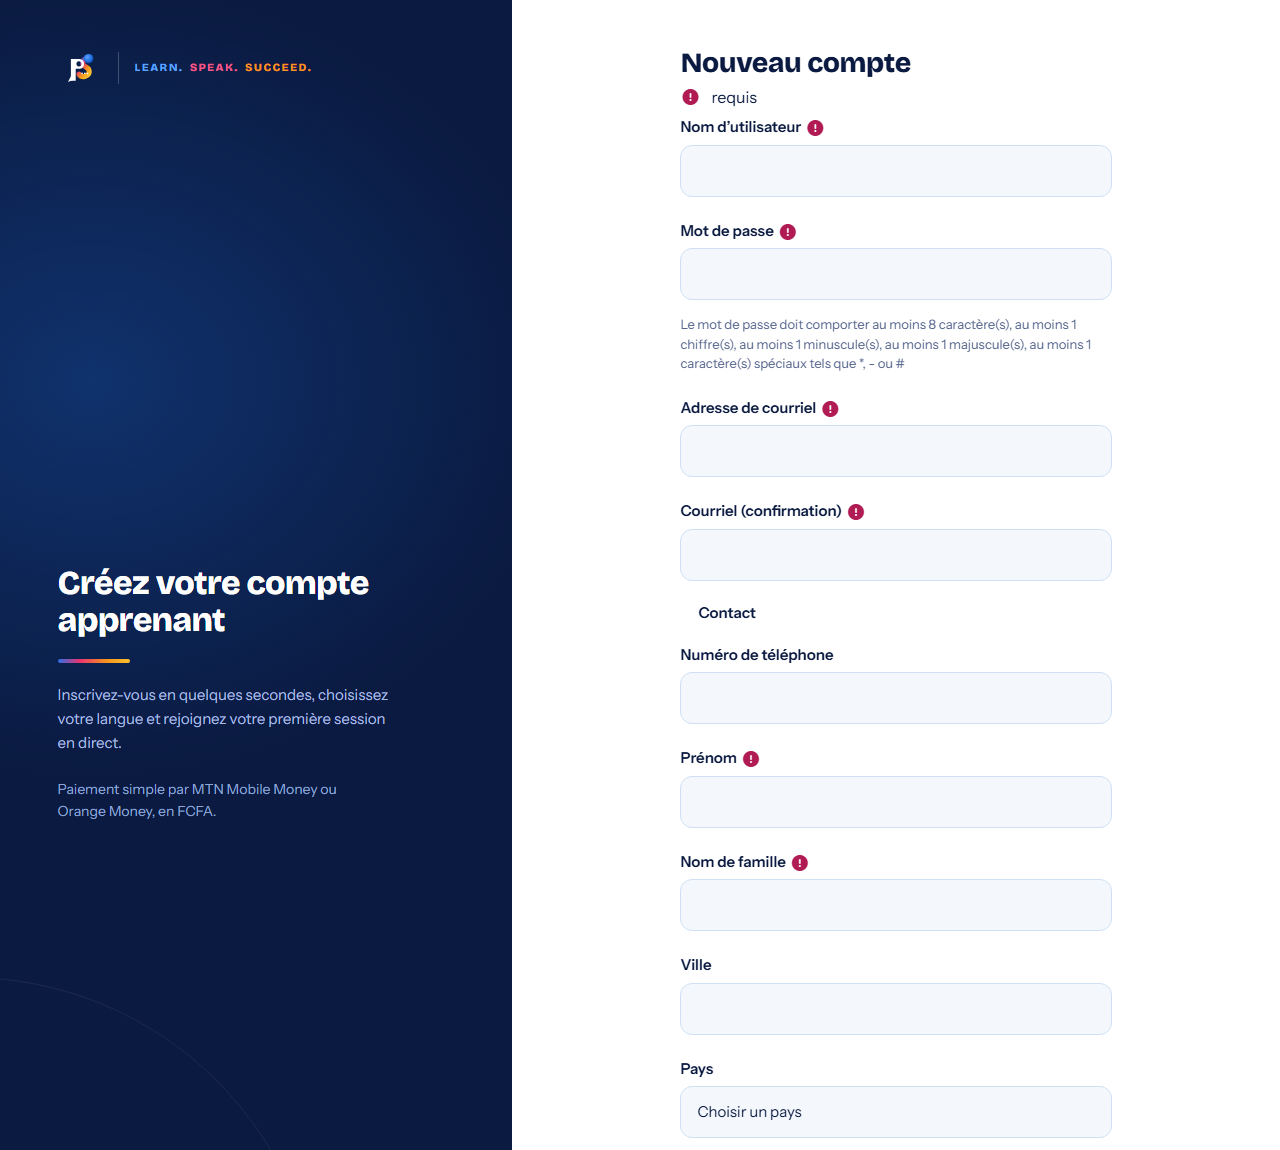 PS
LEARN. SPEAK. SUCCEED.
Créez votre compte
apprenant
Inscrivez-vous en quelques secondes, choisissez
votre langue et rejoignez votre première session
en direct.
Paiement simple par MTN Mobile Money ou
Orange Money, en FCFA.
Nouveau compte
requis
Nom d’utilisateur
Mot de passe
Le mot de passe doit comporter au moins 8 caractère(s), au moins 1
chiffre(s), au moins 1 minuscule(s), au moins 1 majuscule(s), au moins 1
caractère(s) spéciaux tels que *, - ou #
Adresse de courriel
Courriel (confirmation)
Contact
Numéro de téléphone
Prénom
Nom de famille
Ville
Pays
Choisir un pays